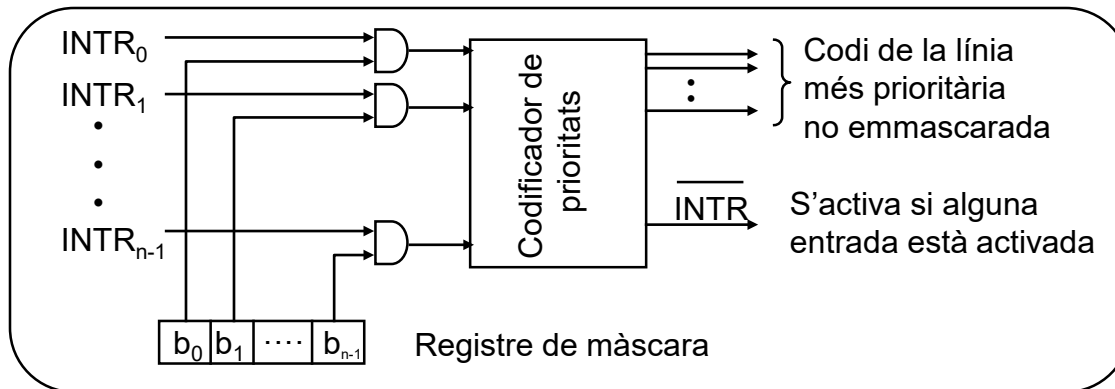 INTR0
INTR1
INTRn-1
Codificador de
prioritats
Codi de la línia
més prioritària
no emmascarada
INTR
S'activa si alguna
entrada està activada
b0 b1 ···· bn-1
Registre de màscara